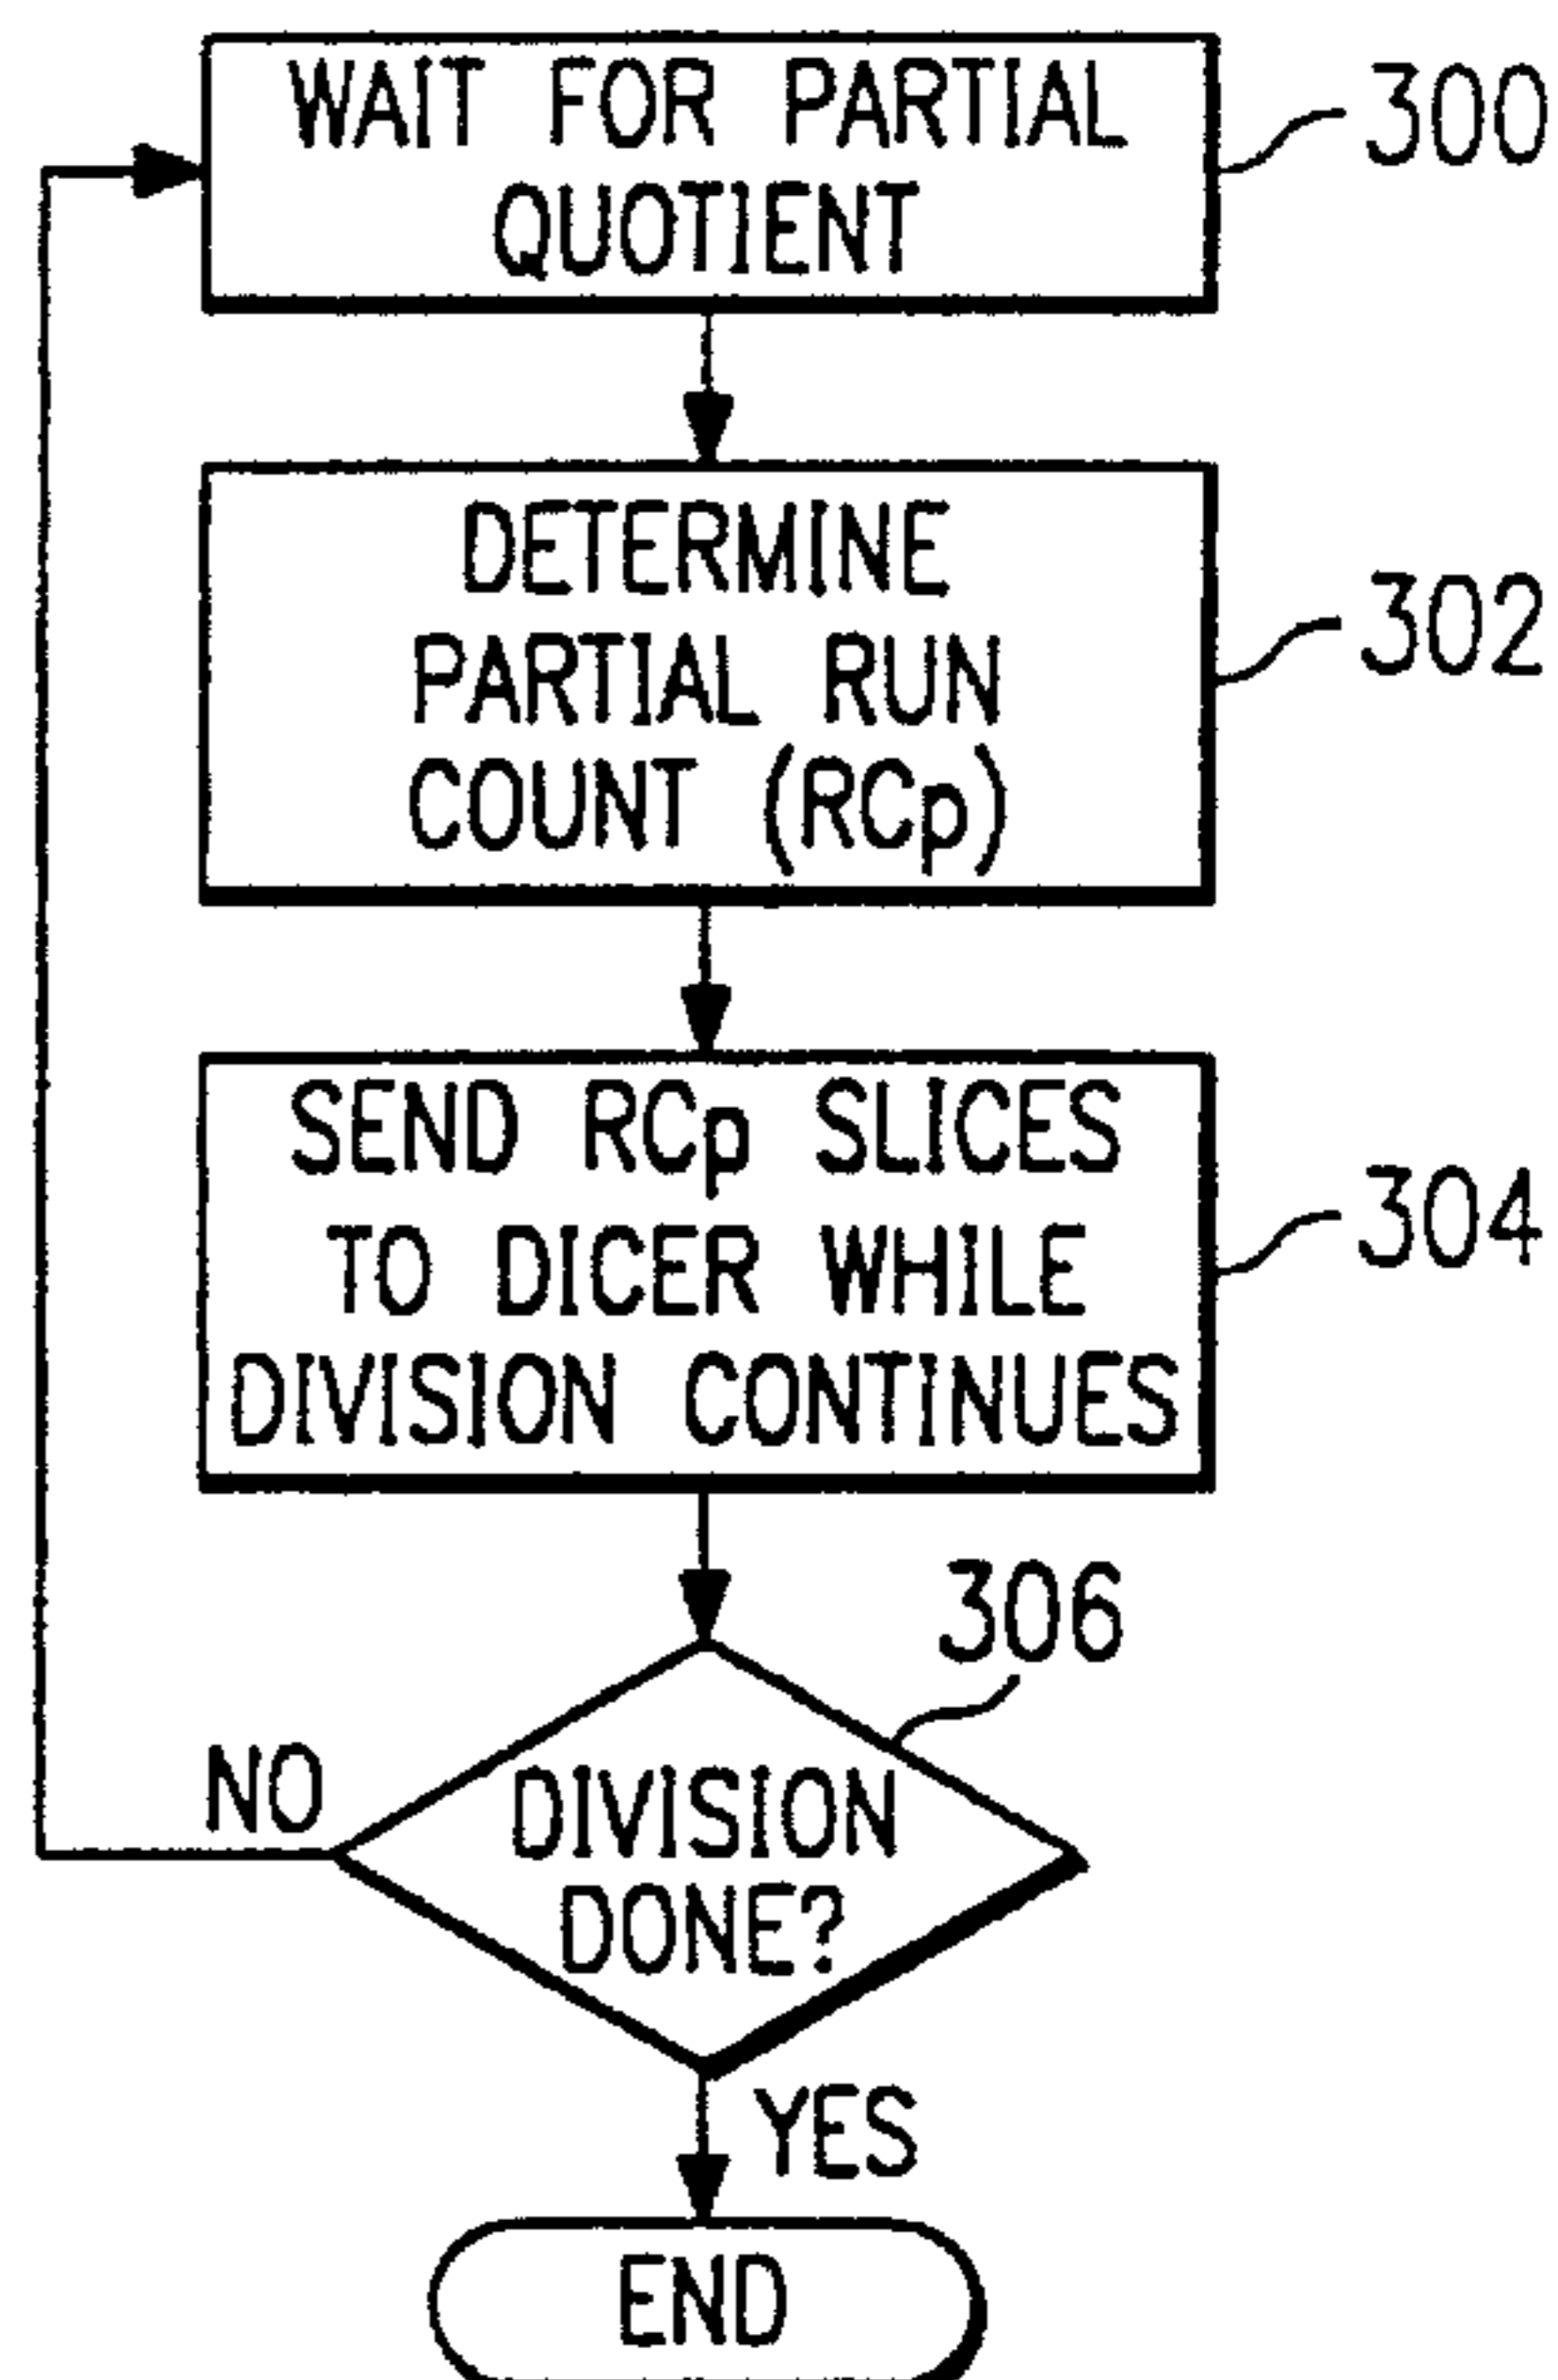 WAIT FOR PARTIAL
QUOTIENT
300
DETERMINE
PARTIAL RUN
COUNT (RCp)
302
SEND RCp SLICES
TO DICER WHILE
DIVISION CONTINUES
304
306
NO
DIVISION
DONE?
YES
END